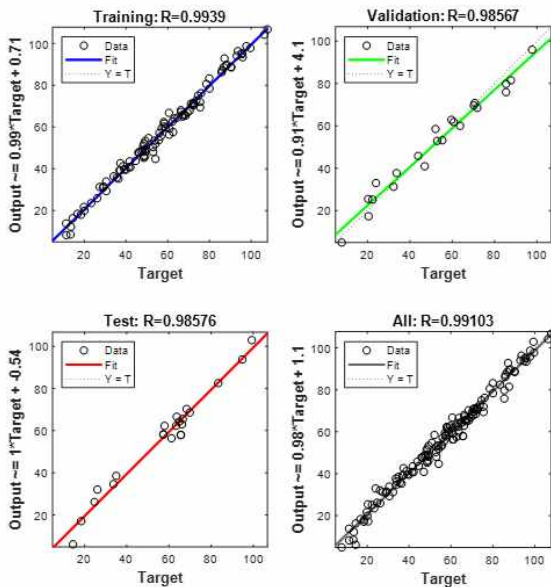 Training: R=0.9939
Output ~= 0.99*Target + 0.71
100
80
60
40
20
Data
Fit
Y = T
20 40 60 80 100
Target
Validation: R=0.98567
Output ~= 0.91*Target + 4.1
100
80
60
40
20
Data
Fit
Y = T
20 40 60 80 100
Target
Test: R=0.98576
Output ~= 1*Target + -0.54
100
80
60
40
20
Data
Fit
Y = T
20 40 60 80 100
Target
All: R=0.99103
Output ~= 0.98*Target + 1.1
100
80
60
40
20
Data
Fit
Y = T
20 40 60 80 100
Target